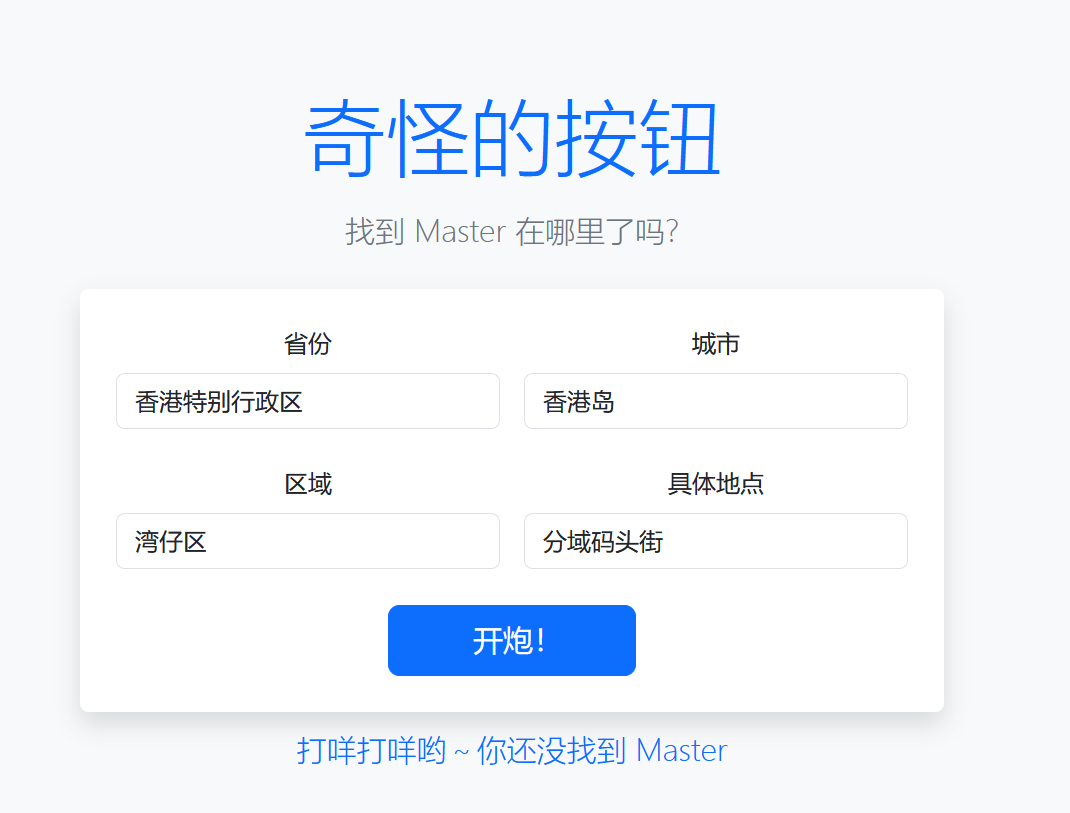 奇怪的按钮
找到 Master 在哪里了吗？
省份
城市
香港特别行政区
香港岛
区域
具体地点
湾仔区
分域码头街
开炮！
打咩打咩哟 ~ 你还没找到 Master